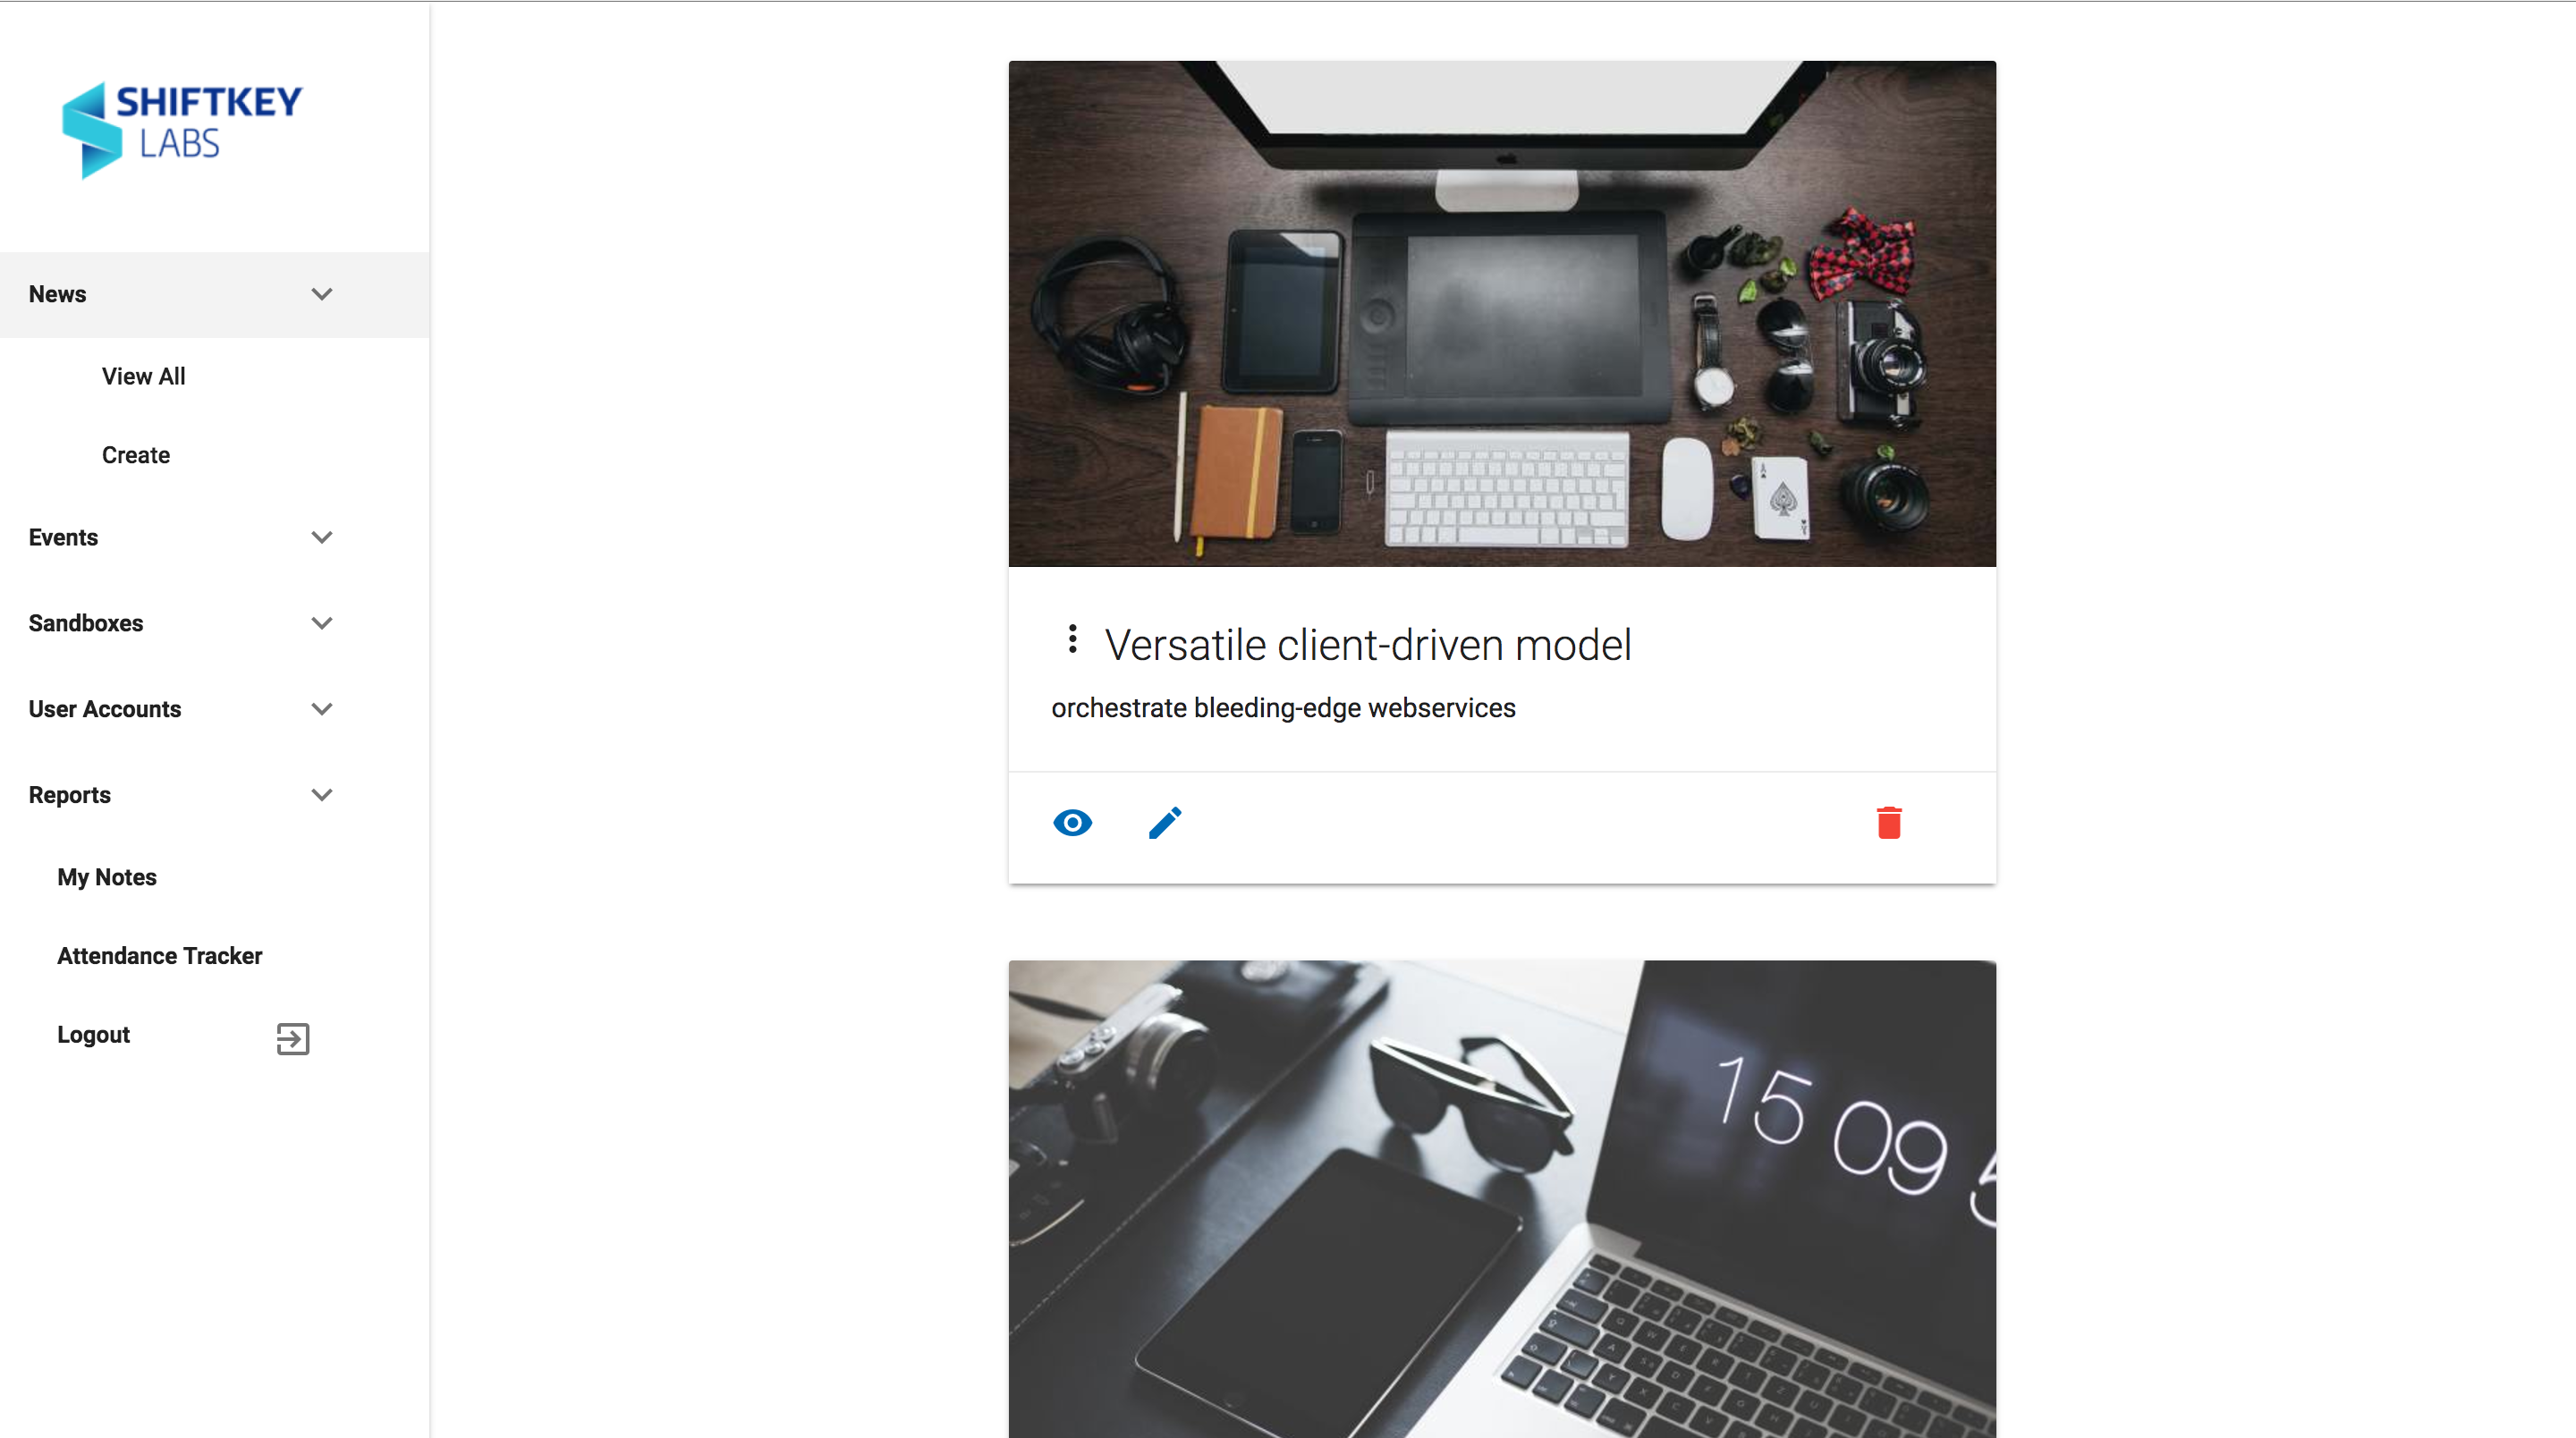 SHIFTKEY
LABS
News
View All
Create
Events
Sandboxes
User Accounts
Reports
My Notes
Attendance Tracker
Logout
Versatile client-driven model
orchestrate bleeding-edge webservices
15 09 5